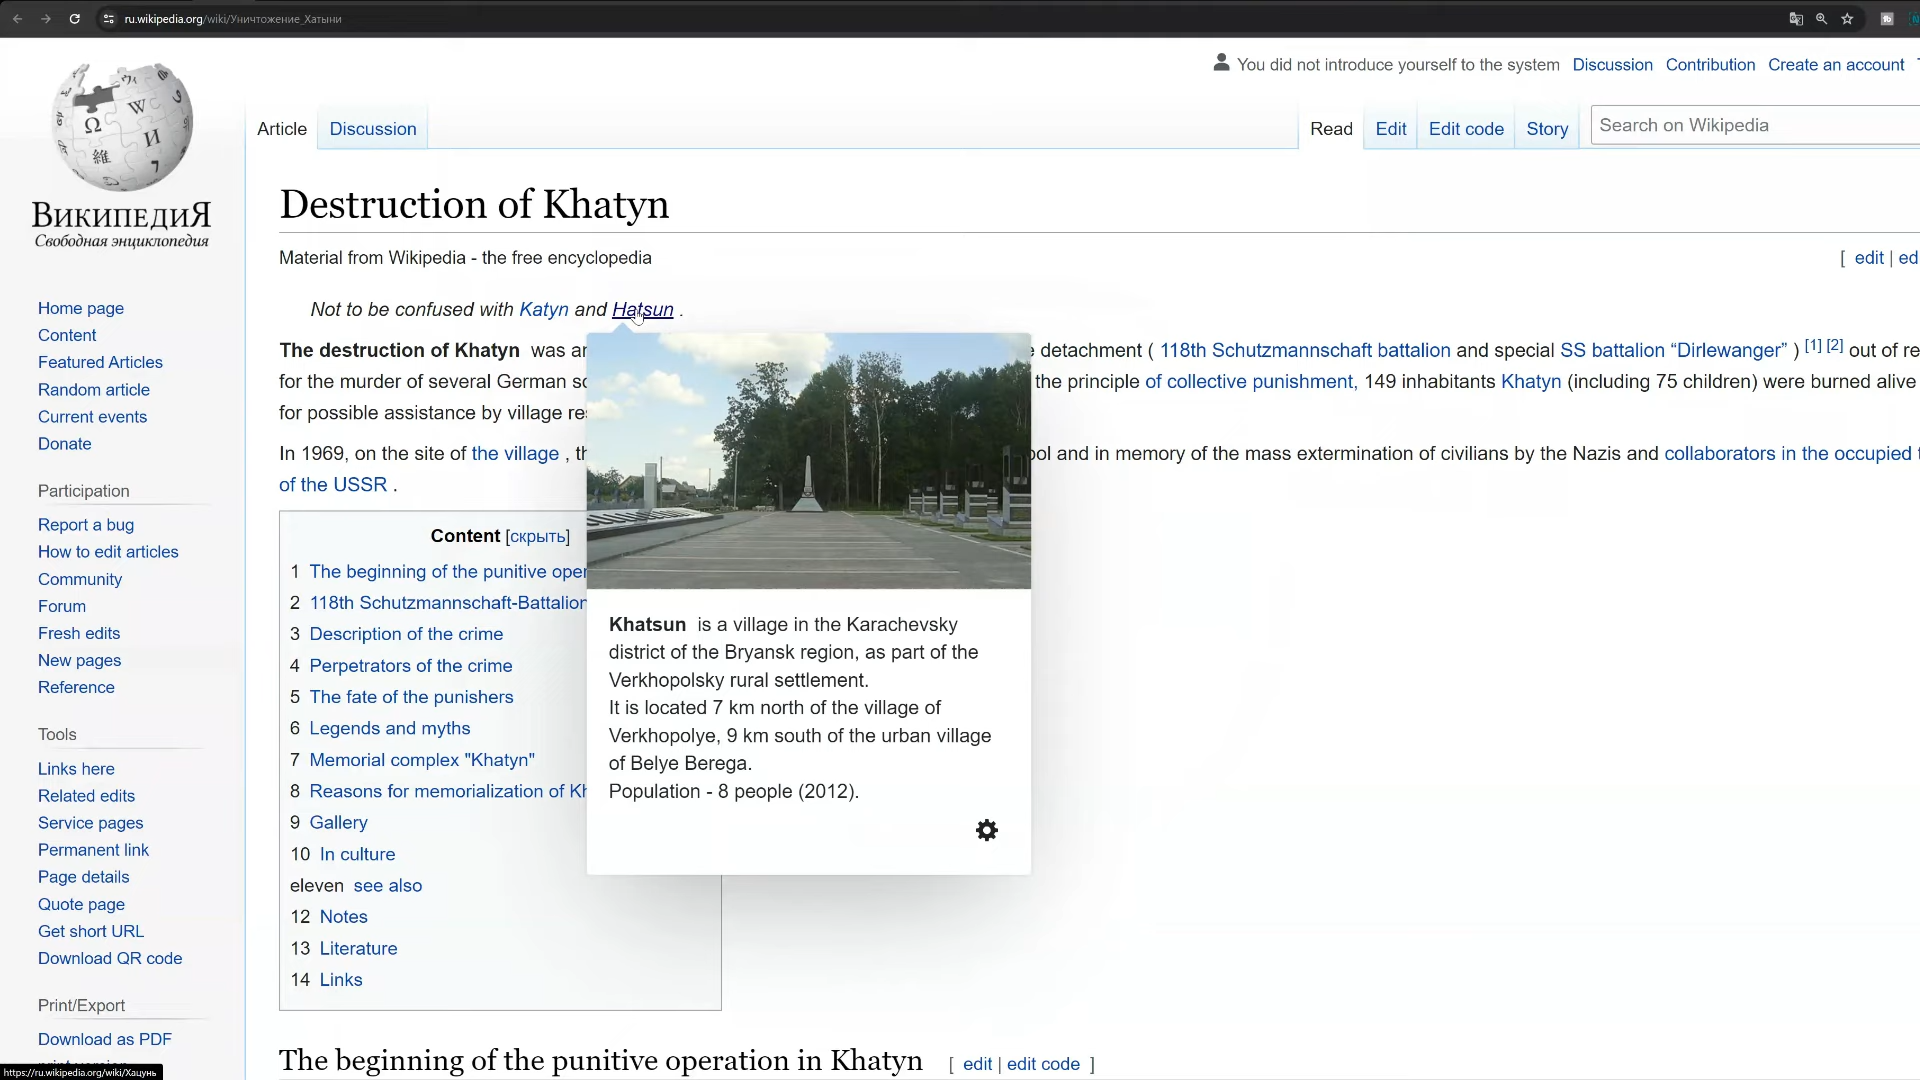 ru.wikipedia.org/wiki/Уничтожение_Хатыни
You did not introduce yourself to the system Discussion Contribution Create an account
Article Discussion Read Edit Edit code Story Search on Wikipedia
ВИКИПЕДИЯ
Свободная энциклопедия
Destruction of Khatyn
Material from Wikipedia - the free encyclopedia [ edit | ed
Not to be confused with Katyn and Hatsun .
The destruction of Khatyn was detachment ( 118th Schutzmannschaft battalion and special SS battalion “Dirlewanger” ) [1] [2] out of re
for the murder of several German the principle of collective punishment, 149 inhabitants Khatyn (including 75 children) were burned alive
for possible assistance by village
In 1969, on the site of the village , and in memory of the mass extermination of civilians by the Nazis and collaborators in the occupied
of the USSR .
Content [скрыть]
1 The beginning of the punitive
2 118th Schutzmannschaft-Battalion
3 Description of the crime
4 Perpetrators of the crime
5 The fate of the punishers
6 Legends and myths
7 Memorial complex "Khatyn"
8 Reasons for memorialization of
9 Gallery
10 In culture
eleven see also
12 Notes
13 Literature
14 Links
Khatsun is a village in the Karachevsky
district of the Bryansk region, as part of the
Verkhopolsky rural settlement.
It is located 7 km north of the village of
Verkhopolye, 9 km south of the urban village
of Belye Berega.
Population - 8 people (2012).
The beginning of the punitive operation in Khatyn [ edit | edit code ]
Home page
Content
Featured Articles
Random article
Current events
Donate
Participation
Report a bug
How to edit articles
Community
Forum
Fresh edits
New pages
Reference
Tools
Links here
Related edits
Service pages
Permanent link
Page details
Quote page
Get short URL
Download QR code
Print/Export
Download as PDF
https://ru.wikipedia.org/wiki/Хацунь